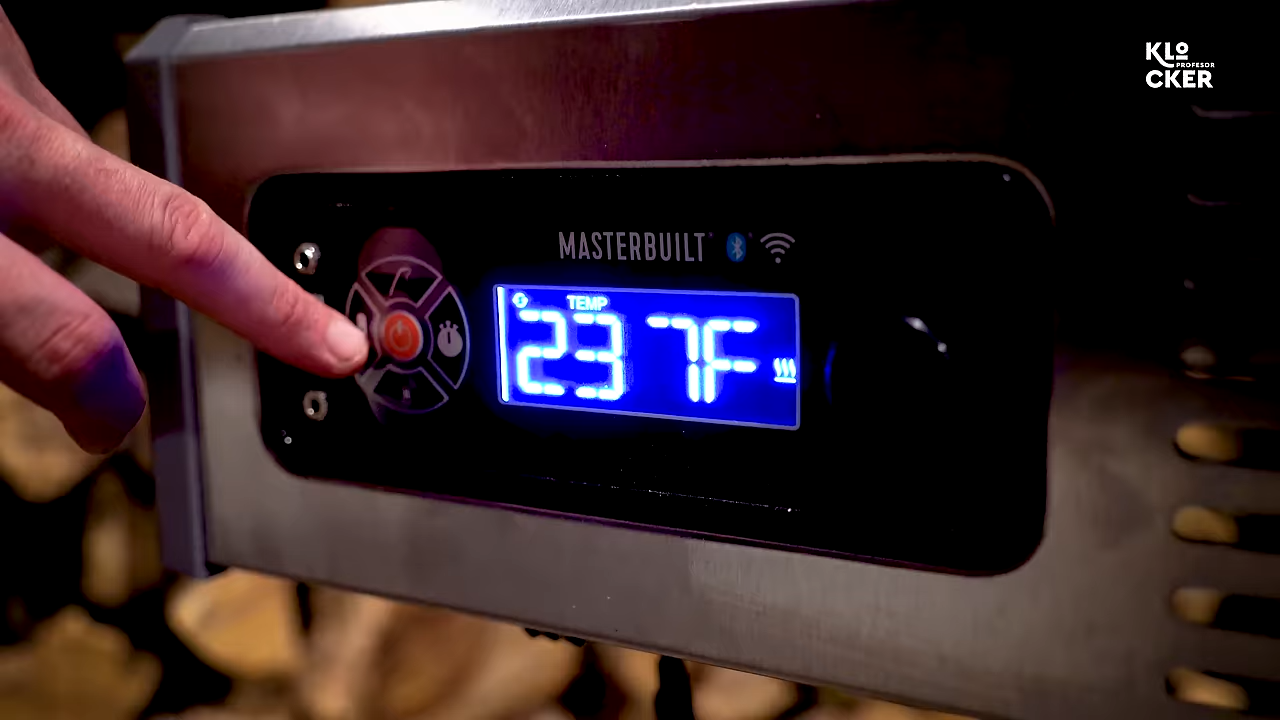 KLO
PROFESOR
CKER
MASTERBUILT
TEMP
237F